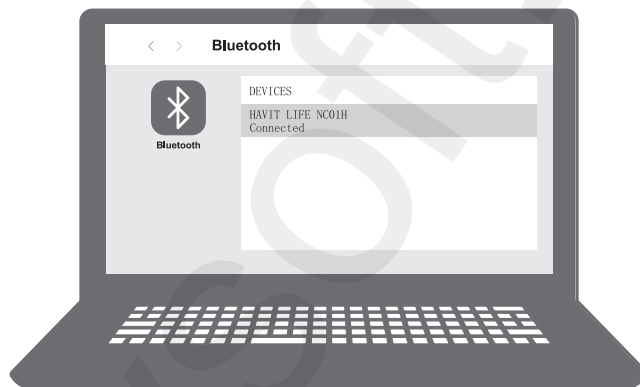 Bluetooth
DEVICES
HAVIT LIFE NC01H
Connected
Bluetooth